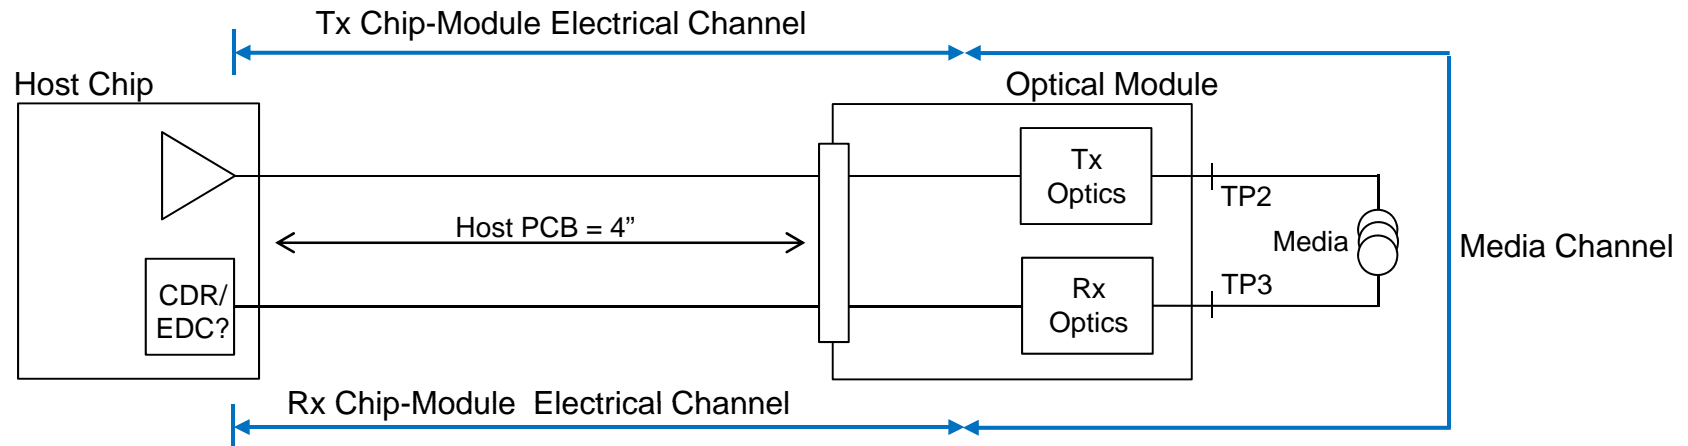 Tx Chip-Module Electrical Channel
Host Chip
Optical Module
Tx
Optics
TP2
Host PCB = 4”
Media
Media Channel
CDR/
EDC?
Rx
Optics
TP3
Rx Chip-Module  Electrical Channel